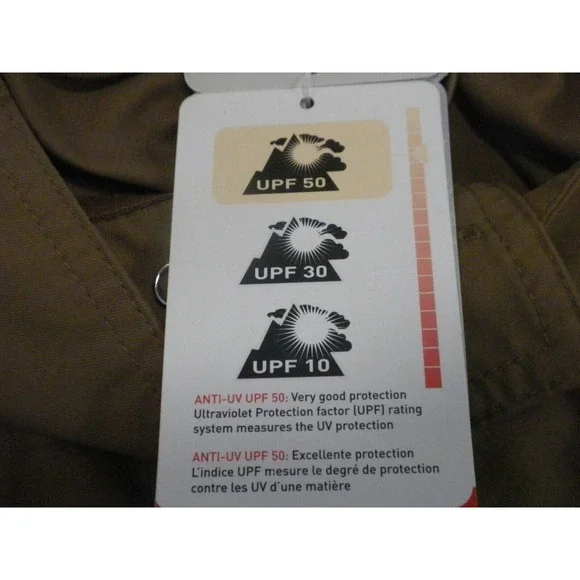 UPF 50
UPF 30
UPF 10
ANTI-UV UPF 50: Very good protection
Ultraviolet Protection factor (UPF) rating
system measures the UV protection
ANTI-UV UPF 50: Excellente protection
L'indice UPF mesure le degré de protection
contre les UV d'une matière